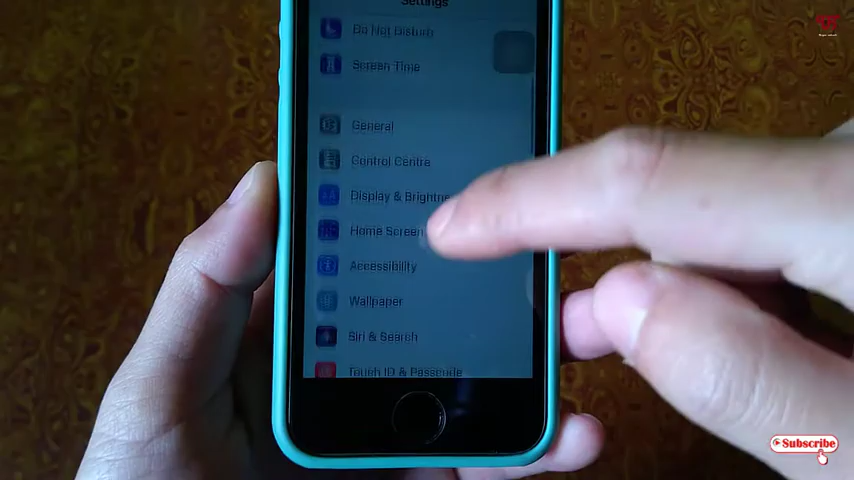 Settings
Do Not Disturb
Screen Time
General
Control Centre
Display & Brightne
Home Screen
Accessibility
Wallpaper
Siri & Search
Touch ID & Passcode
Subscribe